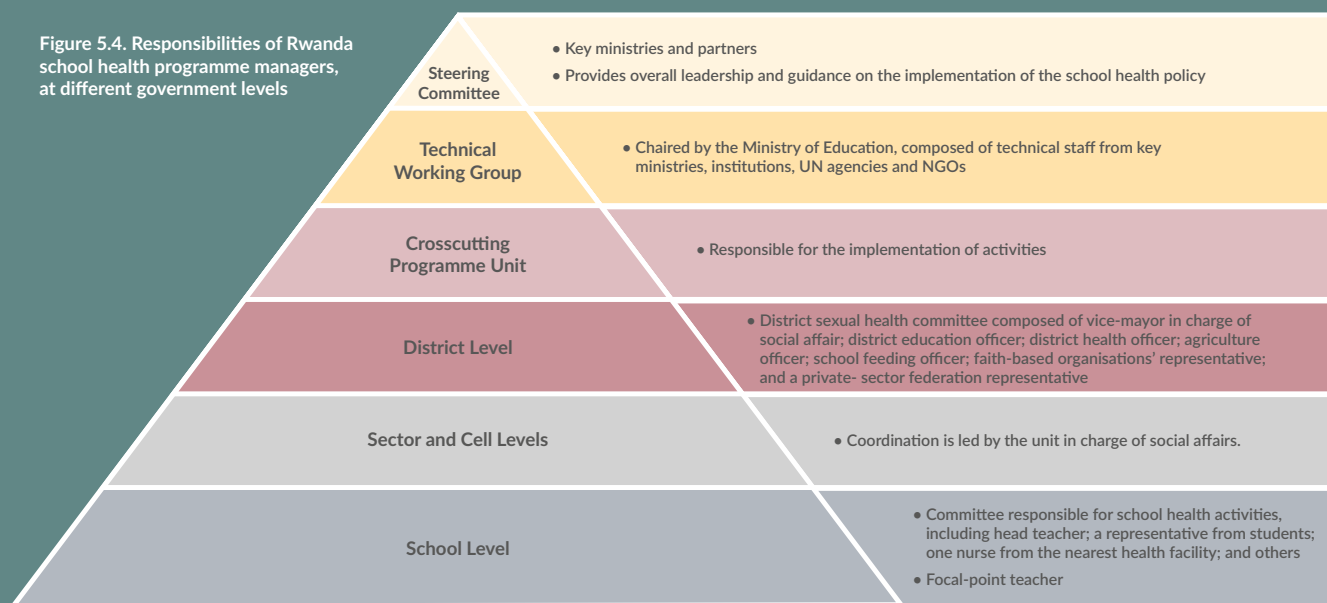 Figure 5.4. Responsibilities of Rwanda
school health programme managers,
at different government levels
Steering
Committee
• Key ministries and partners
• Provides overall leadership and guidance on the implementation of the school health policy
Technical
Working Group
• Chaired by the Ministry of Education, composed of technical staff from key
ministries, institutions, UN agencies and NGOs
Crosscutting
Programme Unit
• Responsible for the implementation of activities
District Level
• District sexual health committee composed of vice-mayor in charge of
social affair; district education officer; district health officer; agriculture
officer; school feeding officer; faith-based organisations' representative;
and a private- sector federation representative
Sector and Cell Levels
• Coordination is led by the unit in charge of social affairs.
School Level
• Committee responsible for school health activities,
including head teacher; a representative from students;
one nurse from the nearest health facility; and others
• Focal-point teacher